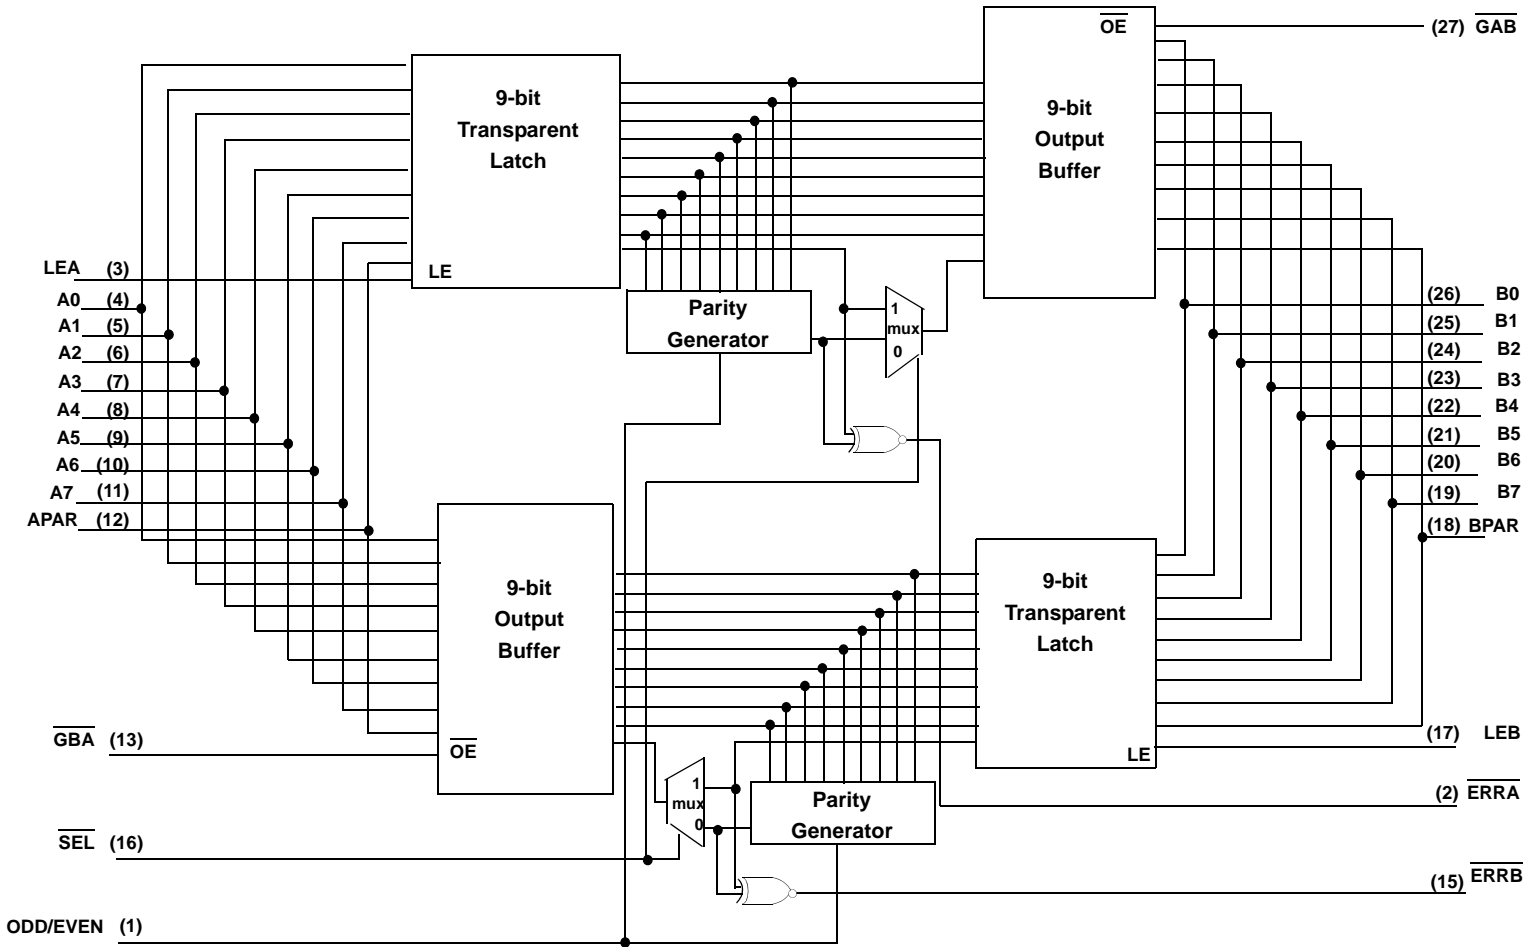 OE
(27) GAB
9-bit
Transparent
Latch
9-bit
Output
Buffer
LEA (3)
LE
A0 (4)
A1 (5)
A2 (6)
A3 (7)
A4 (8)
A5 (9)
A6 (10)
A7 (11)
APAR (12)
Parity
Generator
1
mux
0
(26) B0
(25) B1
(24) B2
(23) B3
(22) B4
(21) B5
(20) B6
(19) B7
(18) BPAR
9-bit
Output
Buffer
9-bit
Transparent
Latch
GBA (13)
OE
LE
(17) LEB
1
mux
0
Parity
Generator
(2) ERRA
SEL (16)
(15) ERRB
ODD/EVEN (1)